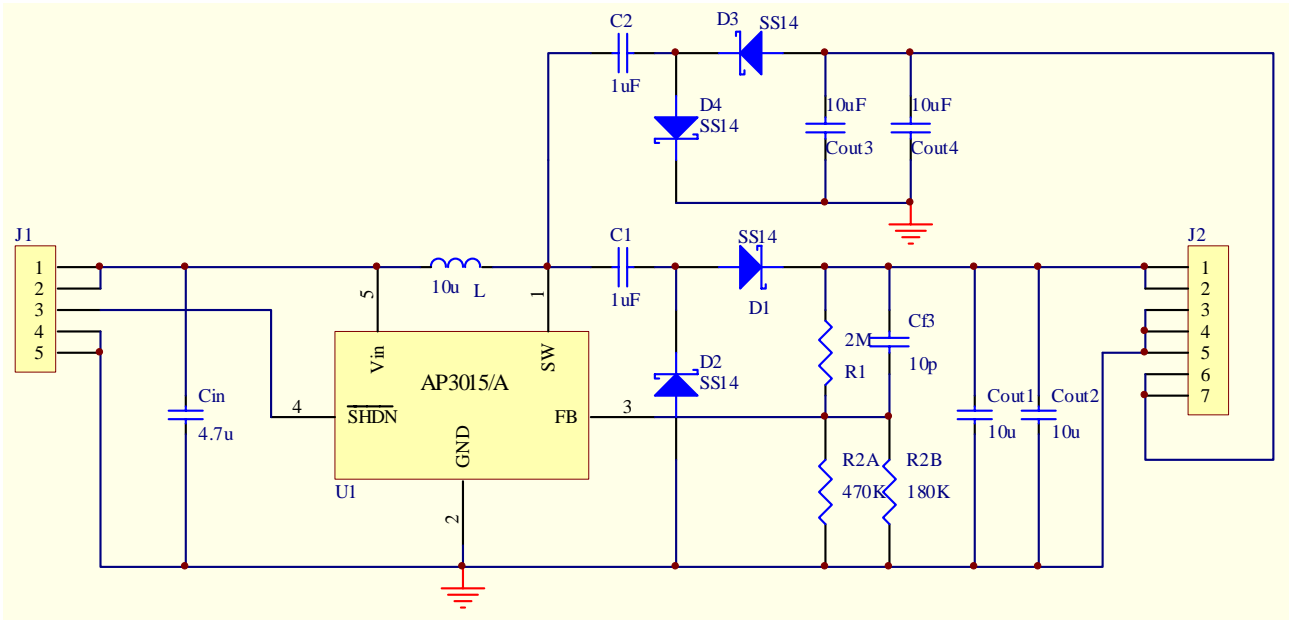 C2
1uF
D3
SS14
D4
SS14
10uF
Cout3
10uF
Cout4
J1
1
2
3
4
5
10u
L
5
1
C1
1uF
SS14
D1
J2
1
2
3
4
5
6
7
Vin
SW
AP3015/A
4
SHDN
FB
3
GND
U1
2
Cin
4.7u
D2
SS14
2M
R1
Cf3
10p
R2A
470K
R2B
180K
Cout1
10u
Cout2
10u